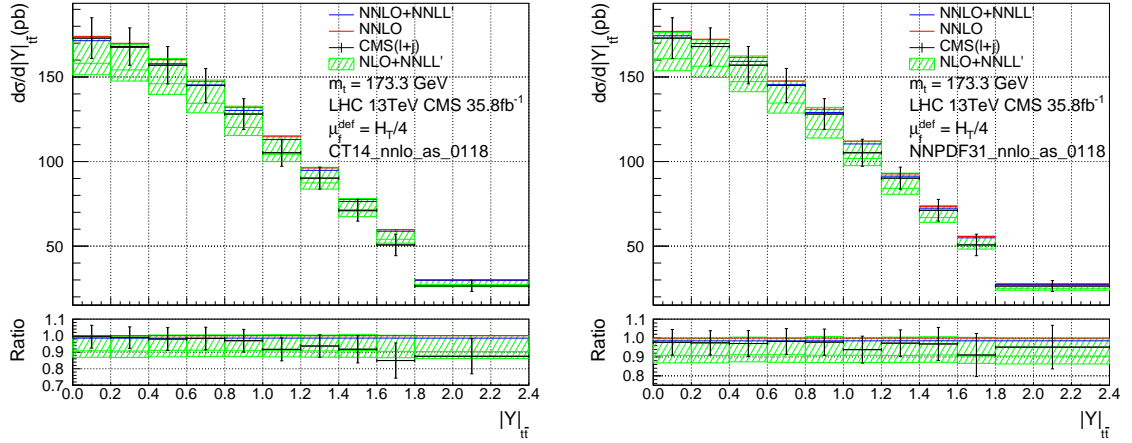 dσ/d|Y|tt̄(pb)
150
100
50
NNLO+NNLL'
NNLO
CMS(l+j)
NLO+NNLL'
mt = 173.3 GeV
LHC 13TeV CMS 35.8fb⁻¹
μf^def = HT/4
CT14_nnlo_as_0118
Ratio
1.1
1.0
0.9
0.8
0.7
0.0 0.2 0.4 0.6 0.8 1.0 1.2 1.4 1.6 1.8 2.0 2.2 2.4
|Y|tt̄
dσ/d|Y|tt̄(pb)
150
100
50
NNLO+NNLL'
NNLO
CMS(l+j)
NLO+NNLL'
mt = 173.3 GeV
LHC 13TeV CMS 35.8fb⁻¹
μf^def = HT/4
NNPDF31_nnlo_as_0118
Ratio
1.1
1.0
0.9
0.8
0.0 0.2 0.4 0.6 0.8 1.0 1.2 1.4 1.6 1.8 2.0 2.2 2.4
|Y|tt̄